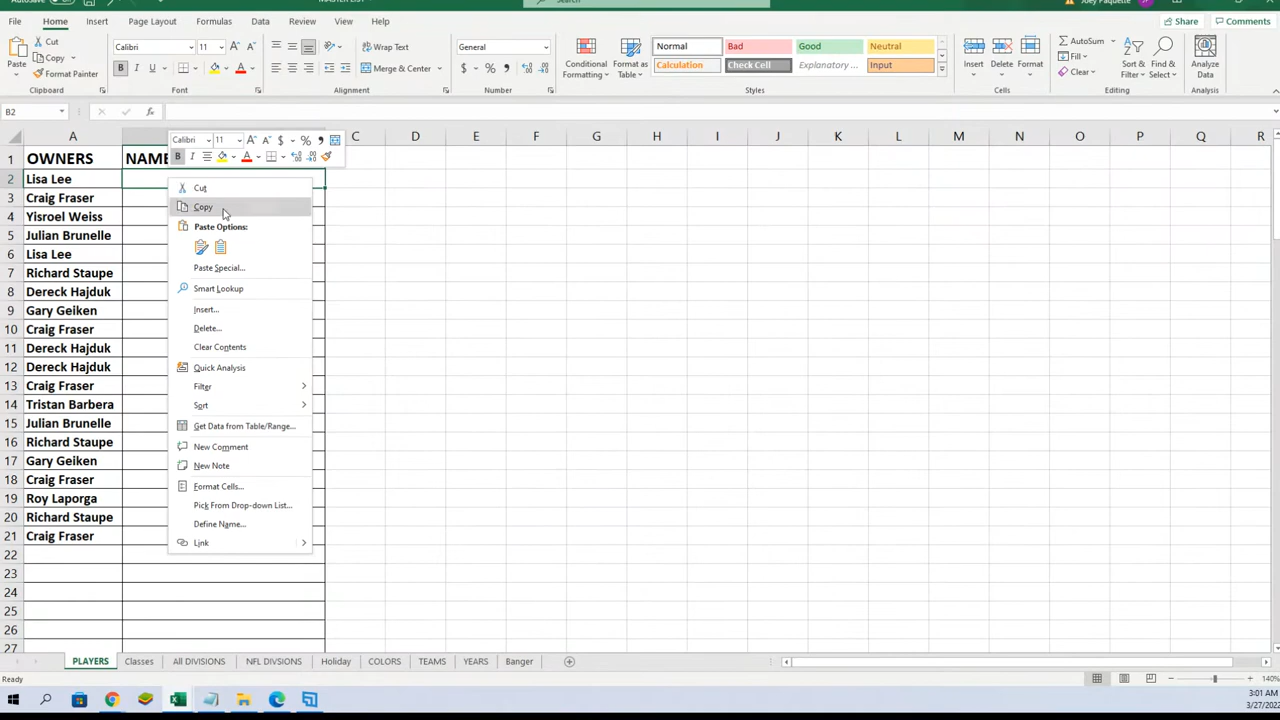 MASTER LIST
Search
Joey Paquette
File
Home
Insert
Page Layout
Formulas
Data
Review
View
Help
Share
Comments
Paste
Cut
Copy
Format Painter
Clipboard
Calibri
11
B I U
Font
Wrap Text
Merge & Center
Alignment
General
$ % ,
Number
Conditional Formatting
Format as Table
Normal
Bad
Good
Neutral
Calculation
Check Cell
Explanatory ...
Input
Styles
Insert
Delete
Format
Cells
AutoSum
Fill
Clear
Sort & Filter
Find & Select
Editing
Analyze Data
Analysis
B2
fx
A C D E F G H I J K L M N O P Q R
1 OWNERS NAME
2 Lisa Lee
3 Craig Fraser
4 Yisroel Weiss
5 Julian Brunelle
6 Lisa Lee
7 Richard Staupe
8 Dereck Hajduk
9 Gary Geiken
10 Craig Fraser
11 Dereck Hajduk
12 Dereck Hajduk
13 Craig Fraser
14 Tristan Barbera
15 Julian Brunelle
16 Richard Staupe
17 Gary Geiken
18 Craig Fraser
19 Roy Laporga
20 Richard Staupe
21 Craig Fraser
22
23
24
25
26
27
Calibri 11 A A $ % ,
B I A
Cut
Copy
Paste Options:
Paste Special...
Smart Lookup
Insert...
Delete...
Clear Contents
Quick Analysis
Filter
Sort
Get Data from Table/Range...
New Comment
New Note
Format Cells...
Pick From Drop-down List...
Define Name...
Link
PLAYERS Classes All DIVISIONS NFL DIVSIONS Holiday COLORS TEAMS YEARS Banger
Ready
140%
3:01 AM